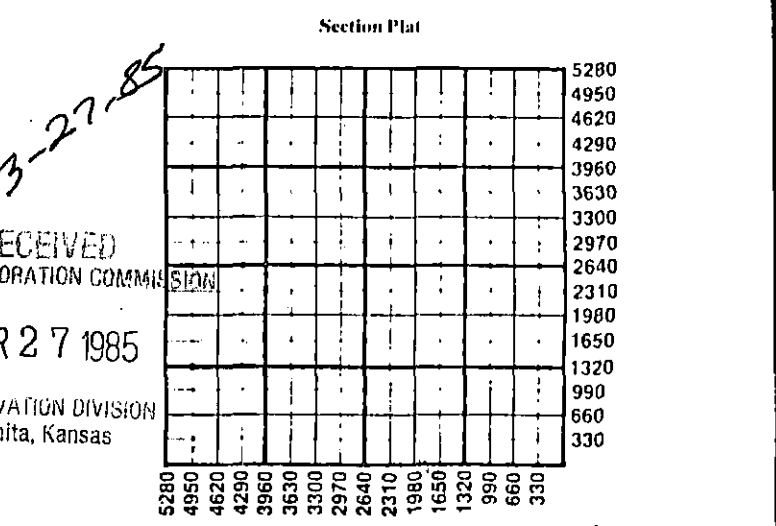 Section Plat
3-27-85
ECEIVED
ORATION COMMISSION
R 2 7 1985
VATION DIVISION
ita, Kansas
5280
4950
4620
4290
3960
3630
3300
2970
2640
2310
1980
1650
1320
990
660
330
5280 4950 4620 4290 3960 3630 3300 2970 2640 2310 1980 1650 1320 990 660 330